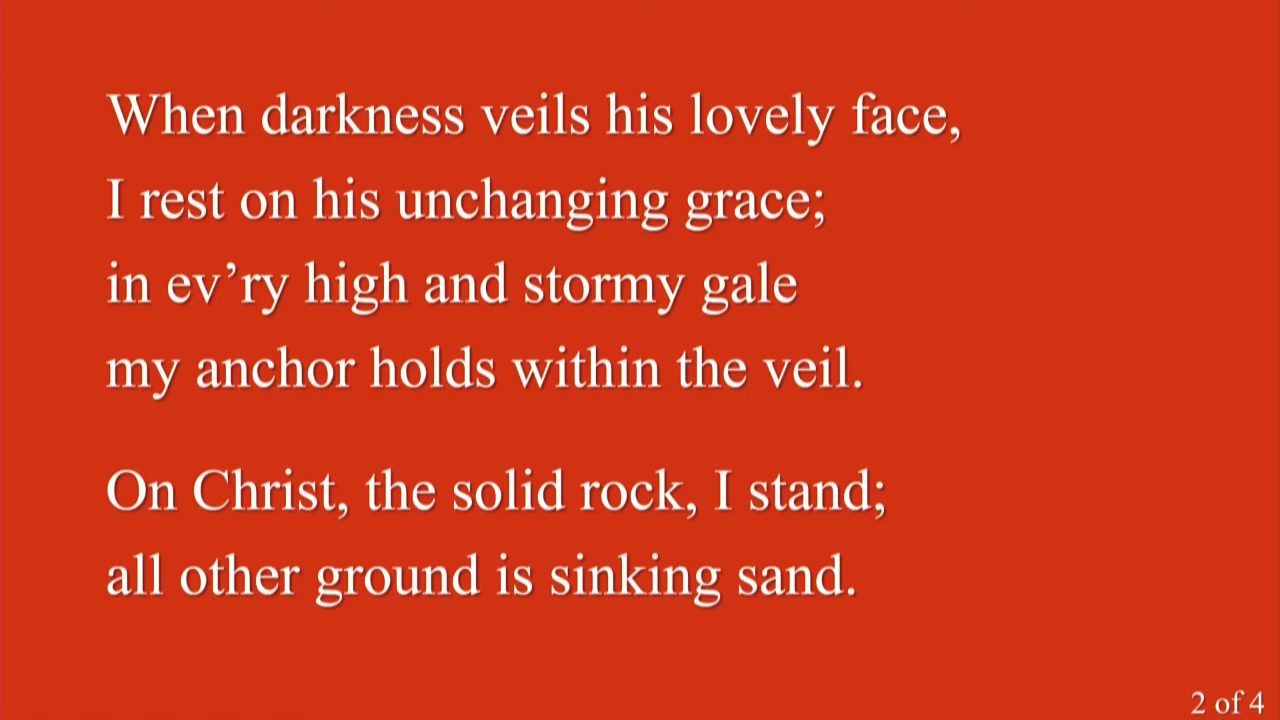 When darkness veils his lovely face,
I rest on his unchanging grace;
in ev’ry high and stormy gale
my anchor holds within the veil.
On Christ, the solid rock, I stand;
all other ground is sinking sand.
2 of 4